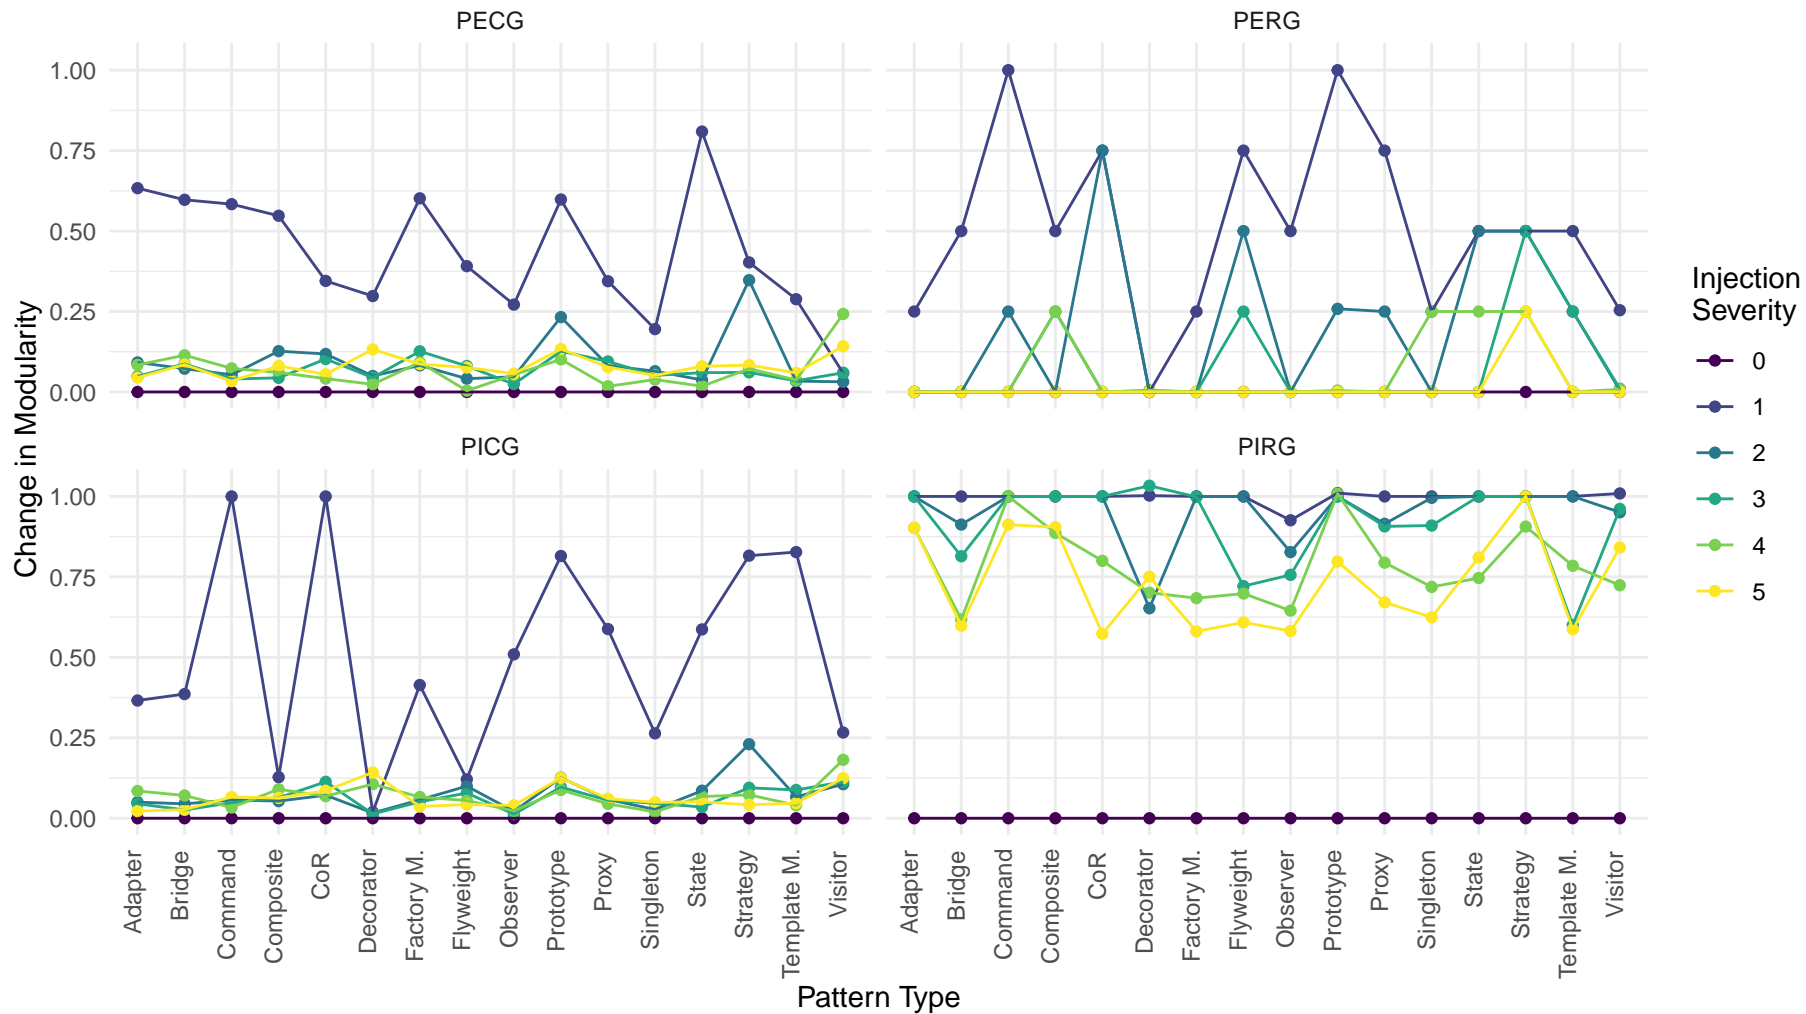 PECG
PERG
1.00
0.75
0.50
0.25
0.00
PICG
PIRG
1.00
0.75
0.50
0.25
0.00
Change in Modularity
Adapter
Bridge
Command
Composite
CoR
Decorator
Factory M.
Flyweight
Observer
Prototype
Proxy
Singleton
State
Strategy
Template M.
Visitor
Adapter
Bridge
Command
Composite
CoR
Decorator
Factory M.
Flyweight
Observer
Prototype
Proxy
Singleton
State
Strategy
Template M.
Visitor
Pattern Type
Injection
Severity
0
1
2
3
4
5